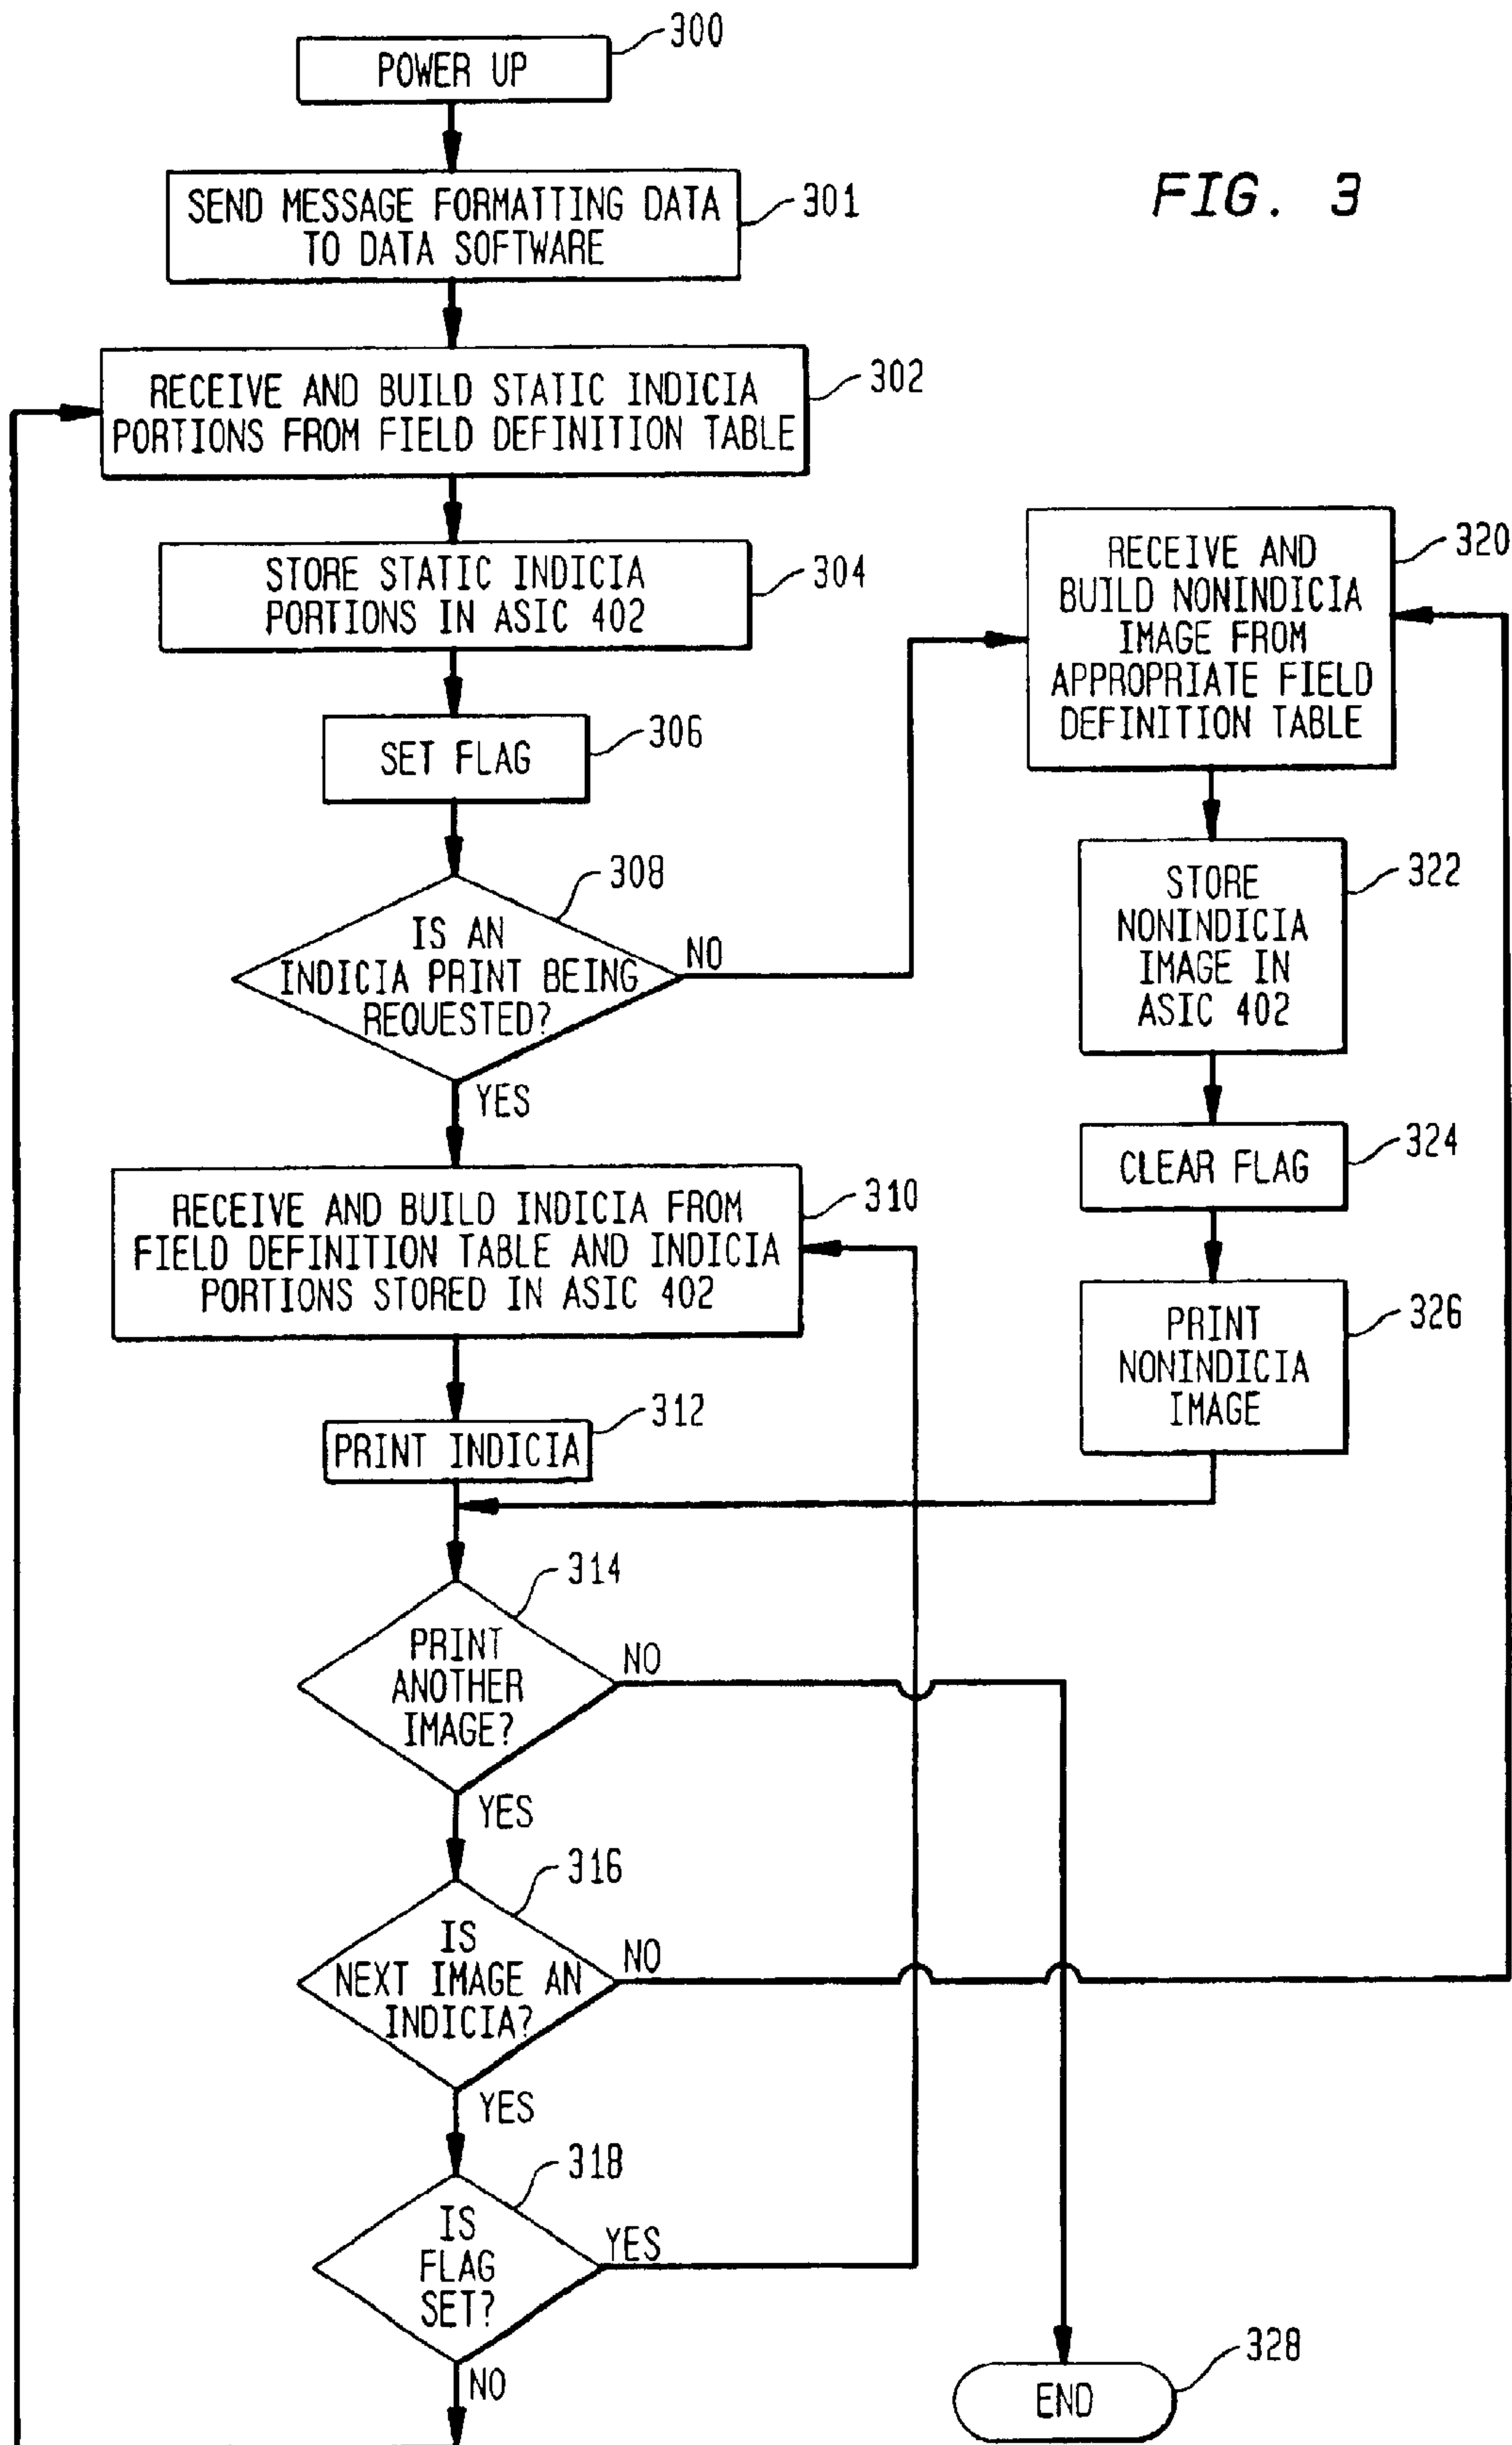 300
POWER UP
FIG. 3
301
SEND MESSAGE FORMATTING DATA
TO DATA SOFTWARE
302
RECEIVE AND BUILD STATIC INDICIA
PORTIONS FROM FIELD DEFINITION TABLE
304
STORE STATIC INDICIA
PORTIONS IN ASIC 402
306
SET FLAG
308
IS AN
INDICIA PRINT BEING
REQUESTED?
NO
YES
310
RECEIVE AND BUILD INDICIA FROM
FIELD DEFINITION TABLE AND INDICIA
PORTIONS STORED IN ASIC 402
312
PRINT INDICIA
314
PRINT
ANOTHER
IMAGE?
NO
YES
316
IS
NEXT IMAGE AN
INDICIA?
NO
YES
318
IS
FLAG
SET?
YES
NO
320
RECEIVE AND
BUILD NONINDICIA
IMAGE FROM
APPROPRIATE FIELD
DEFINITION TABLE
322
STORE
NONINDICIA
IMAGE IN
ASIC 402
324
CLEAR FLAG
326
PRINT
NONINDICIA
IMAGE
328
END